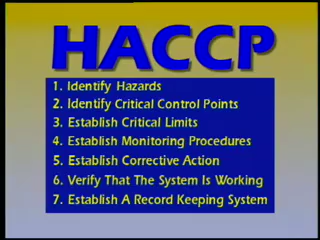 HACCP
1. Identify Hazards
2. Identify Critical Control Points
3. Establish Critical Limits
4. Establish Monitoring Procedures
5. Establish Corrective Action
6. Verify That The System Is Working
7. Establish A Record Keeping System